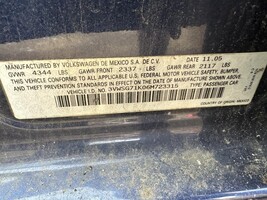 MANUFACTURED BY VOLKSWAGEN DE MEXICO S.A. DE C.V. DATE 11.05
GVWR 4344 LBS GAWR FRONT 2337 LBS GAWR REAR 2117 LBS
THIS VEHICLE CONFORMS TO ALL APPLICABLE U.S. FEDERAL MOTOR VEHICLE SAFETY, BUMPER,
AND THEFT PREVENTION STANDARDS IN EFFECT ON THE DATE OF MANUFACTURE SHOWN ABOVE
3VWSG71K06M723315 TYPE: PASSENGER CAR